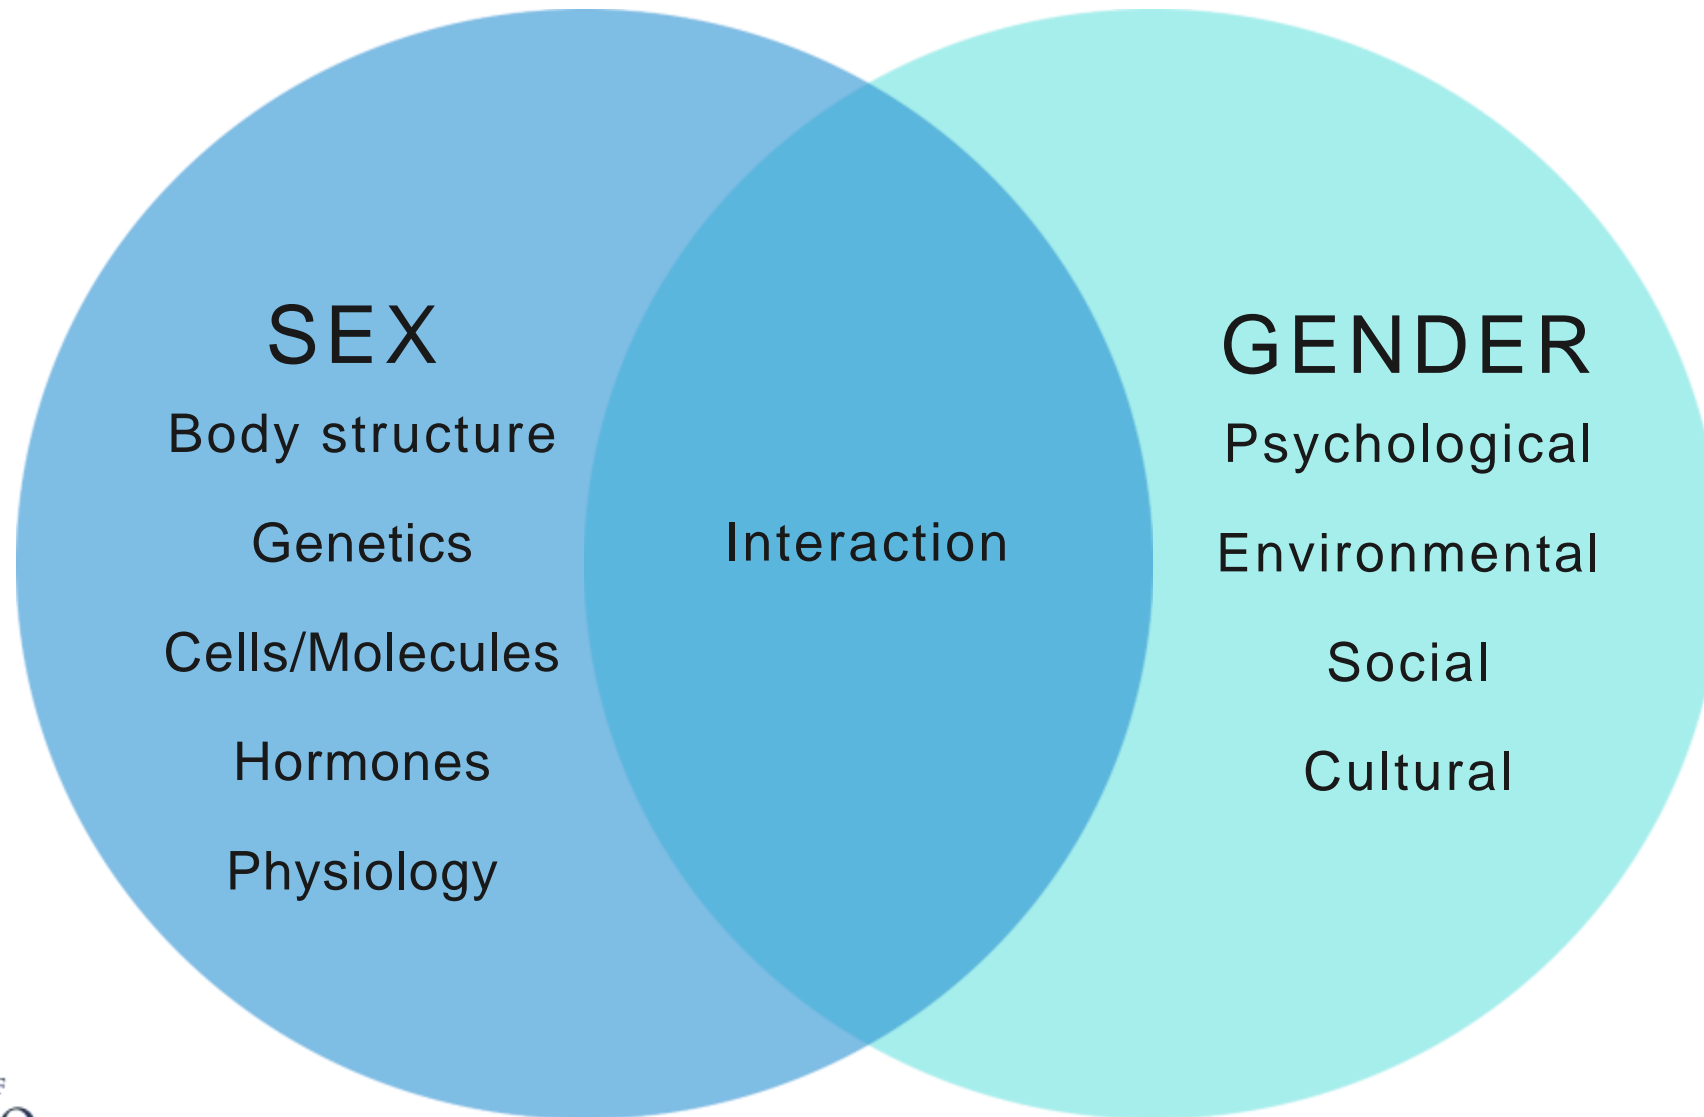 SEX
Body structure
Genetics
Cells/Molecules
Hormones
Physiology
Interaction
GENDER
Psychological
Environmental
Social
Cultural